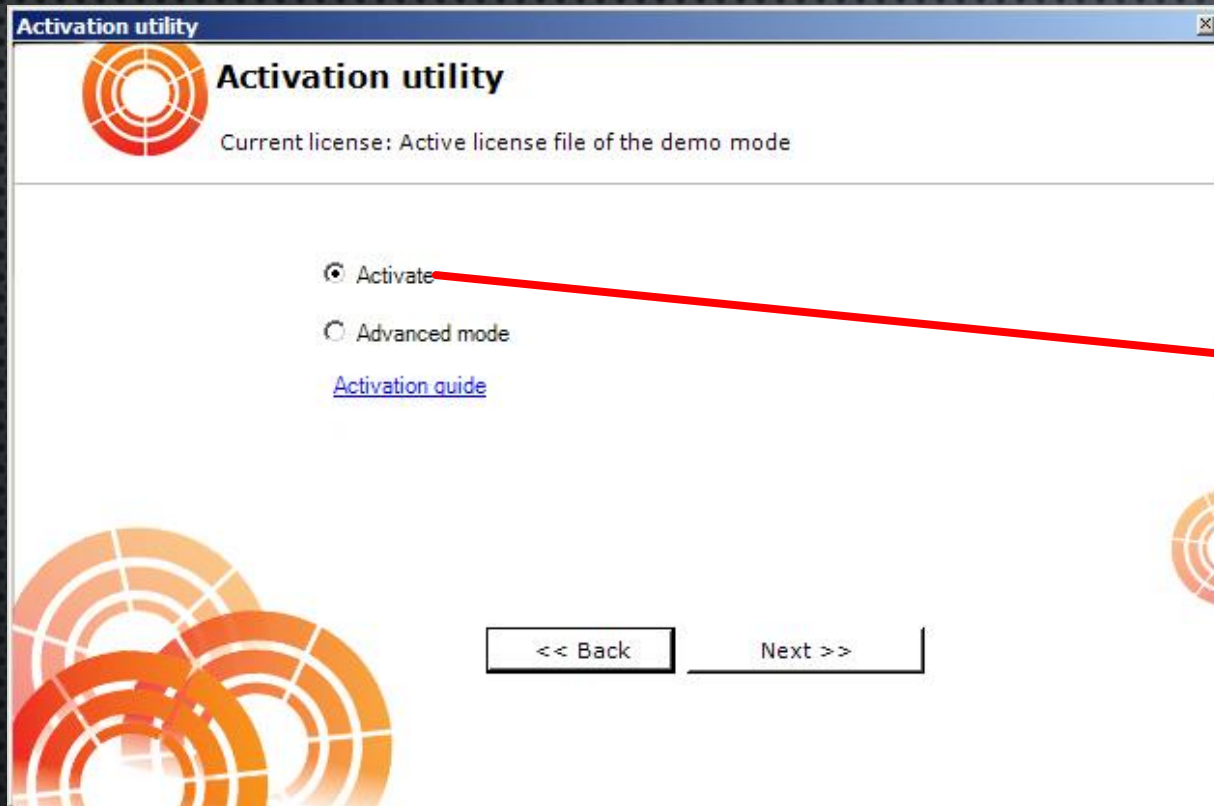 Activation utility
Activation utility
Current license: Active license file of the demo mode
Activate
Advanced mode
Activation guide
<< Back
Next >>